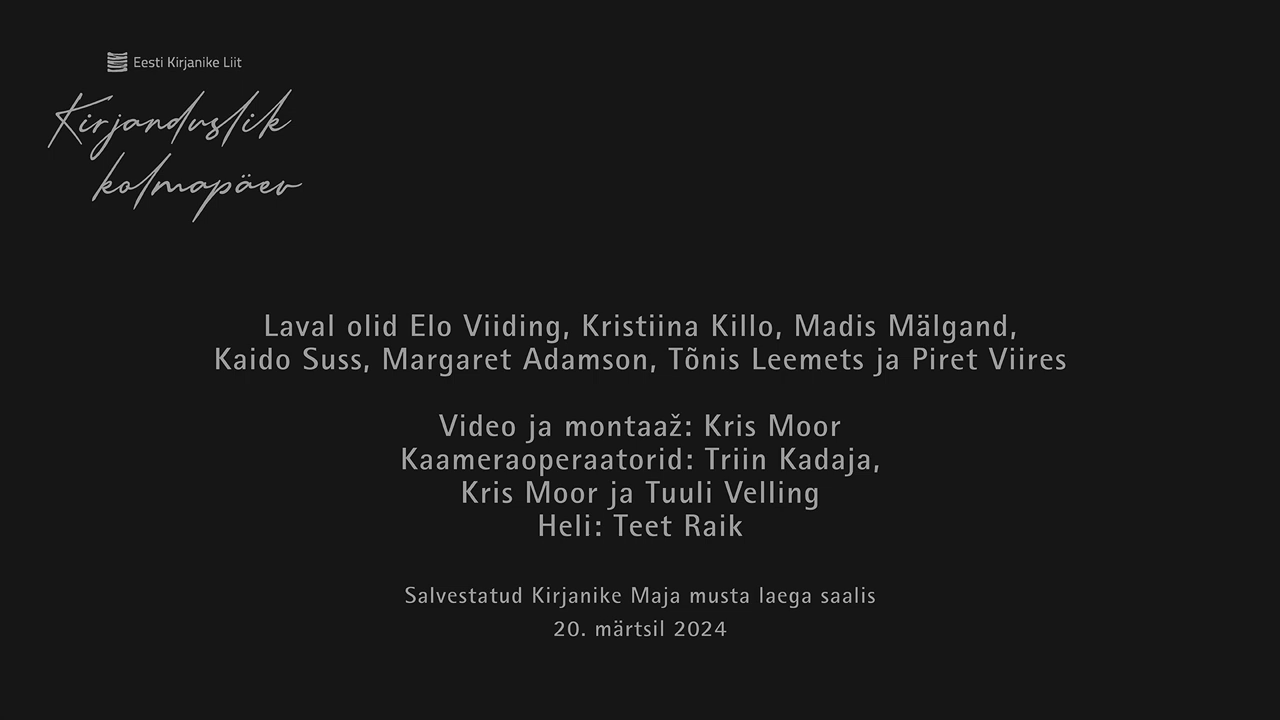 Eesti Kirjanike Liit
Kirjanduslik
kolmapäev
Laval olid Elo Viiding, Kristiina Killo, Madis Mälgand,
Kaido Suss, Margaret Adamson, Tõnis Leemets ja Piret Viires
Video ja montaaž: Kris Moor
Kaameraoperaatorid: Triin Kadaja,
Kris Moor ja Tuuli Velling
Heli: Teet Raik
Salvestatud Kirjanike Maja musta laega saalis
20. märtsil 2024